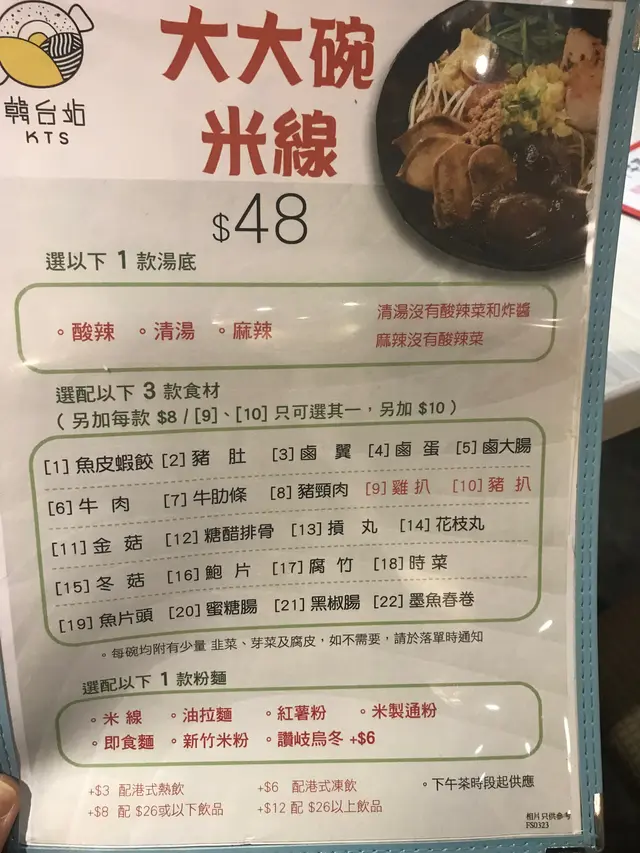 韓台站
KTS
大大碗
米線
$48
選以下 1 款湯底
。酸辣 。清湯 。麻辣
清湯沒有酸辣菜和炸醬
麻辣沒有酸辣菜
選配以下 3 款食材
( 另加每款 $8 / [9]、[10] 只可選其一，另加 $10 )
[1] 魚皮蝦餃 [2] 豬 肚 [3] 鹵 翼 [4] 鹵 蛋 [5] 鹵大腸
[6] 牛 肉 [7] 牛肋條 [8] 豬頸肉 [9] 雞 扒 [10] 豬 扒
[11] 金 菇 [12] 糖醋排骨 [13] 摃 丸 [14] 花枝丸
[15] 冬 菇 [16] 鮑 片 [17] 腐 竹 [18] 時 菜
[19] 魚片頭 [20] 蜜糖腸 [21] 黑椒腸 [22] 墨魚春卷
。每碗均附有少量 韭菜、芽菜及腐皮，如不需要，請於落單時通知
選配以下 1 款粉麵
。米 線 。油拉麵 。紅薯粉 。米製通粉
。即食麵 。新竹米粉 。讚岐烏冬 +$6
+$3 配港式熱飲 +$6 配港式凍飲 。下午茶時段起供應
+$8 配 $26或以下飲品 +$12 配 $26以上飲品
相片只供參考
FS0323